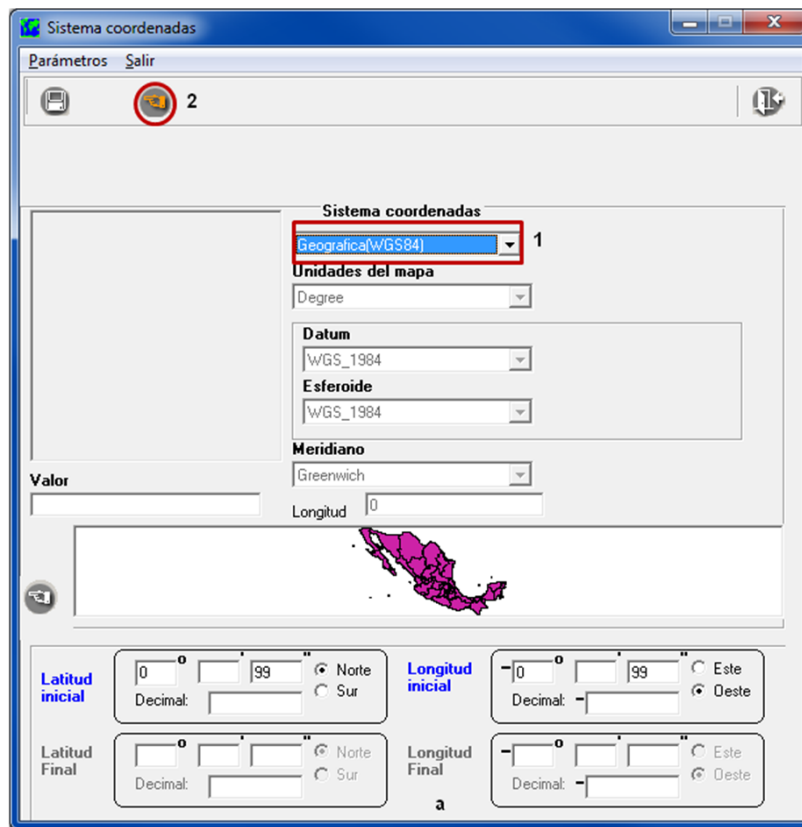 Sistema coordenadas
Parámetros Salir
2
Sistema coordenadas
Geografica(WGS84)
1
Unidades del mapa
Degree
Datum
WGS_1984
Esferoide
WGS_1984
Meridiano
Greenwich
Valor
Longitud 0
Latitud inicial
0 º ' 99 " Norte
Sur
Decimal:
Longitud inicial
-0 º ' 99 " Este
Oeste
Decimal: -
Latitud Final
º ' " Norte
Sur
Decimal:
Longitud Final
- º ' " Este
Oeste
Decimal: -
a